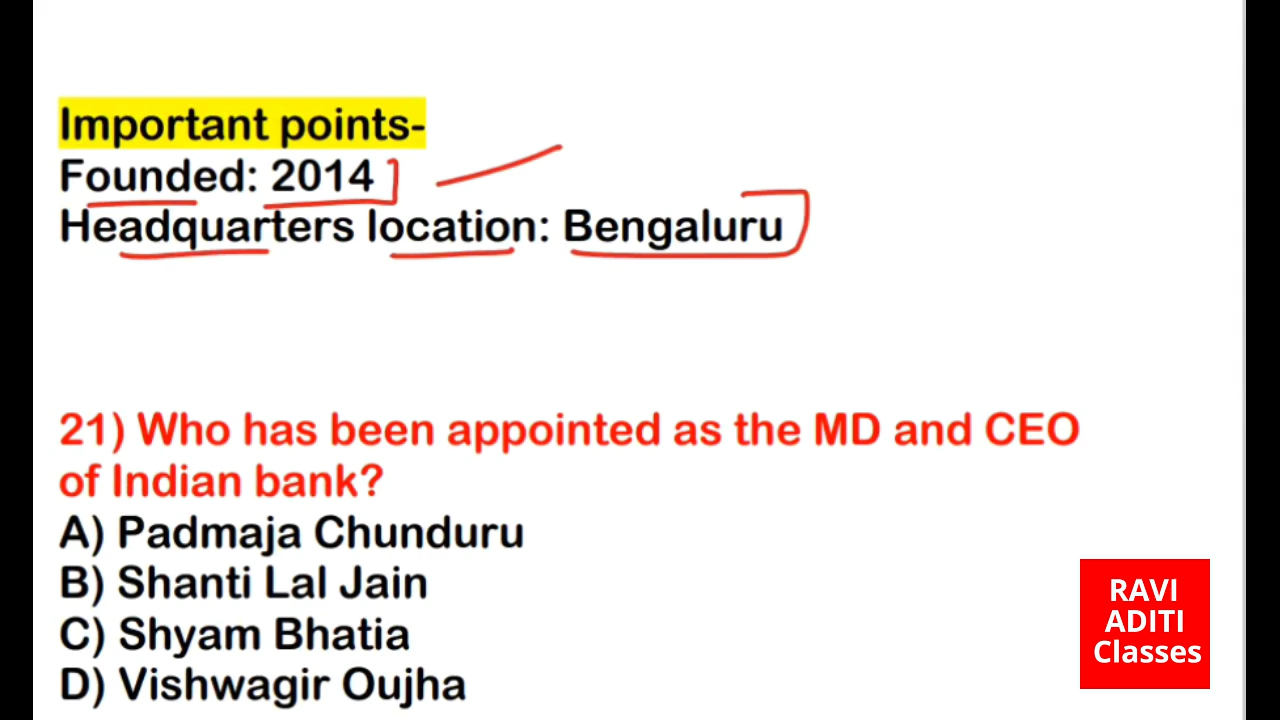 Important points-
Founded: 2014
Headquarters location: Bengaluru
21) Who has been appointed as the MD and CEO
of Indian bank?
A) Padmaja Chunduru
B) Shanti Lal Jain
C) Shyam Bhatia
D) Vishwagir Oujha
RAVI
ADITI
Classes